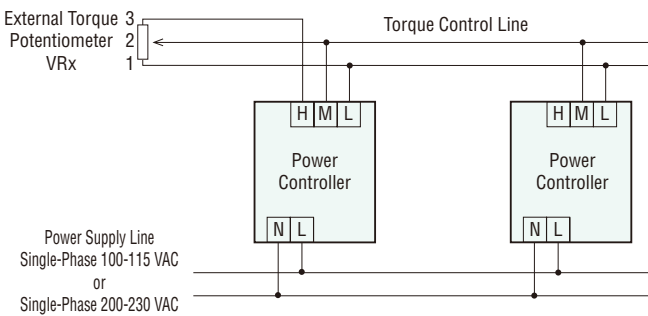 External Torque 3
Potentiometer 2
VRx 1
Torque Control Line
H M L
Power
Controller
N L
H M L
Power
Controller
N L
Power Supply Line
Single-Phase 100-115 VAC
or
Single-Phase 200-230 VAC